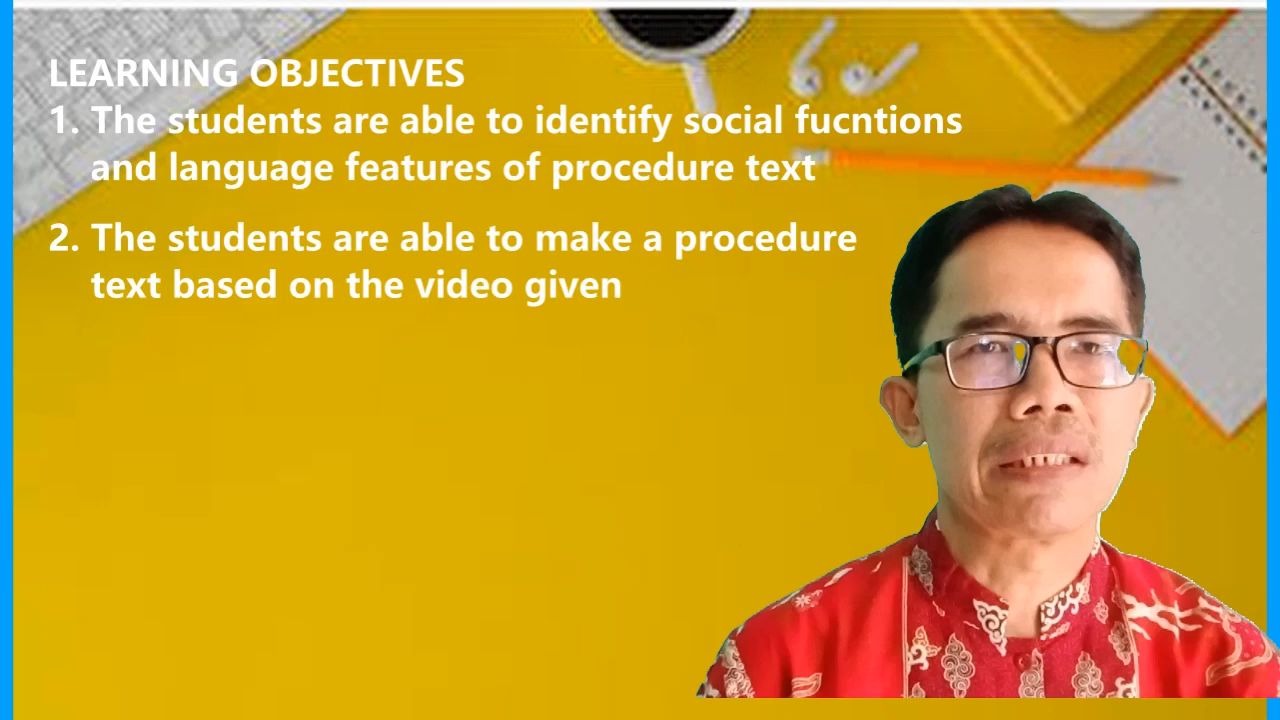 LEARNING OBJECTIVES
1. The students are able to identify social fucntions
and language features of procedure text
2. The students are able to make a procedure
text based on the video given